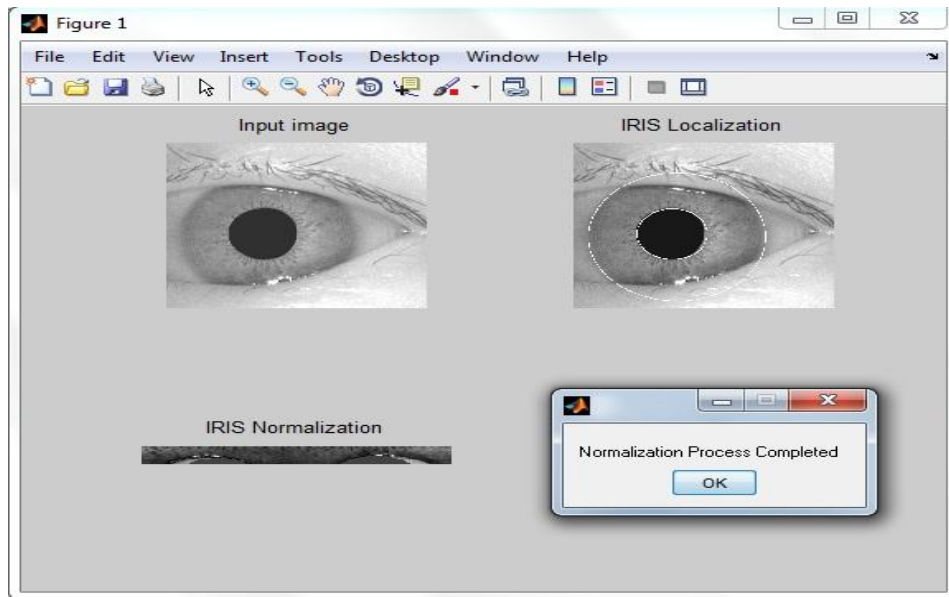 Figure 1
File Edit View Insert Tools Desktop Window Help
Input image
IRIS Localization
IRIS Normalization
Normalization Process Completed
OK